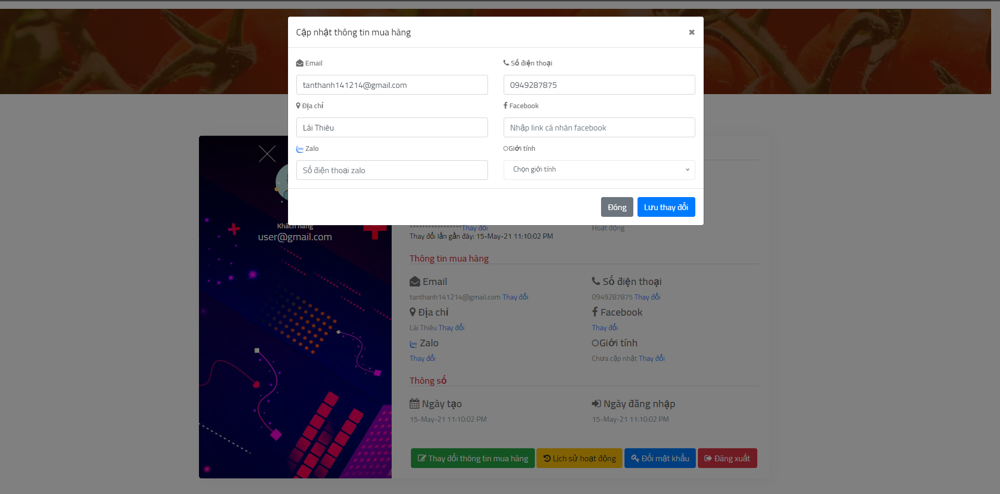 Cập nhật thông tin mua hàng
Email
Số điện thoại
tanthanh141214@gmail.com
0949287875
Địa chỉ
Facebook
Lái Thiêu
Nhập link cá nhân facebook
Zalo
Giới tính
Số điện thoại zalo
Chọn giới tính
Đóng
Lưu thay đổi
Khách hàng
user@gmail.com
*****************Thay đổi
Hoạt động
Thay đổi lần gần đây: 15-May-21 11:10:02 PM
Thông tin mua hàng
Email
Số điện thoại
tanthanh141214@gmail.com Thay đổi
0949287875 Thay đổi
Địa chỉ
Facebook
Lái Thiêu Thay đổi
Thay đổi
Zalo
Giới tính
Thay đổi
Chưa cập nhật Thay đổi
Thông số
Ngày tạo
Ngày đăng nhập
15-May-21 11:10:02 PM
15-May-21 11:10:02 PM
Thay đổi thông tin mua hàng
Lịch sử hoạt động
Đổi mật khẩu
Đăng xuất